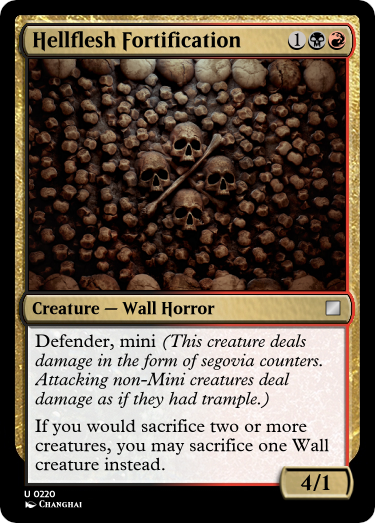 Hellflesh Fortification 1
Creature — Wall Horror
Defender, mini (This creature deals
damage in the form of segovia counters.
Attacking non-Mini creatures deal
damage as if they had trample.)
If you would sacrifice two or more
creatures, you may sacrifice one Wall
creature instead.
4/1
U 0220
Changhai